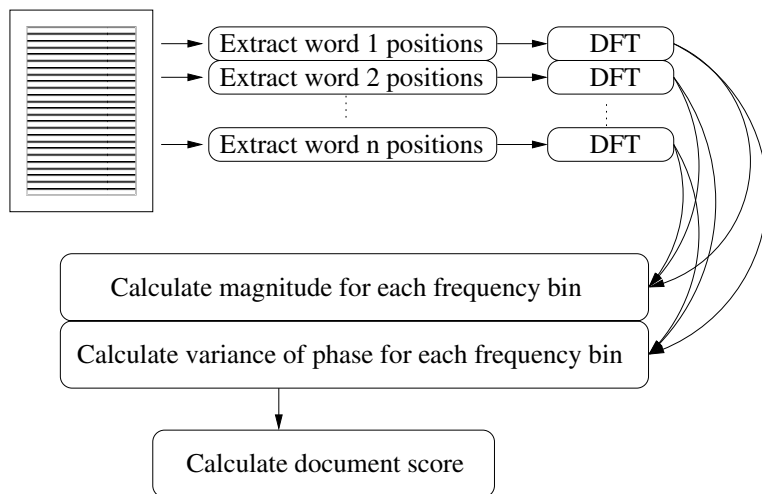 Extract word 1 positions DFT
Extract word 2 positions DFT
Extract word n positions DFT
Calculate magnitude for each frequency bin
Calculate variance of phase for each frequency bin
Calculate document score